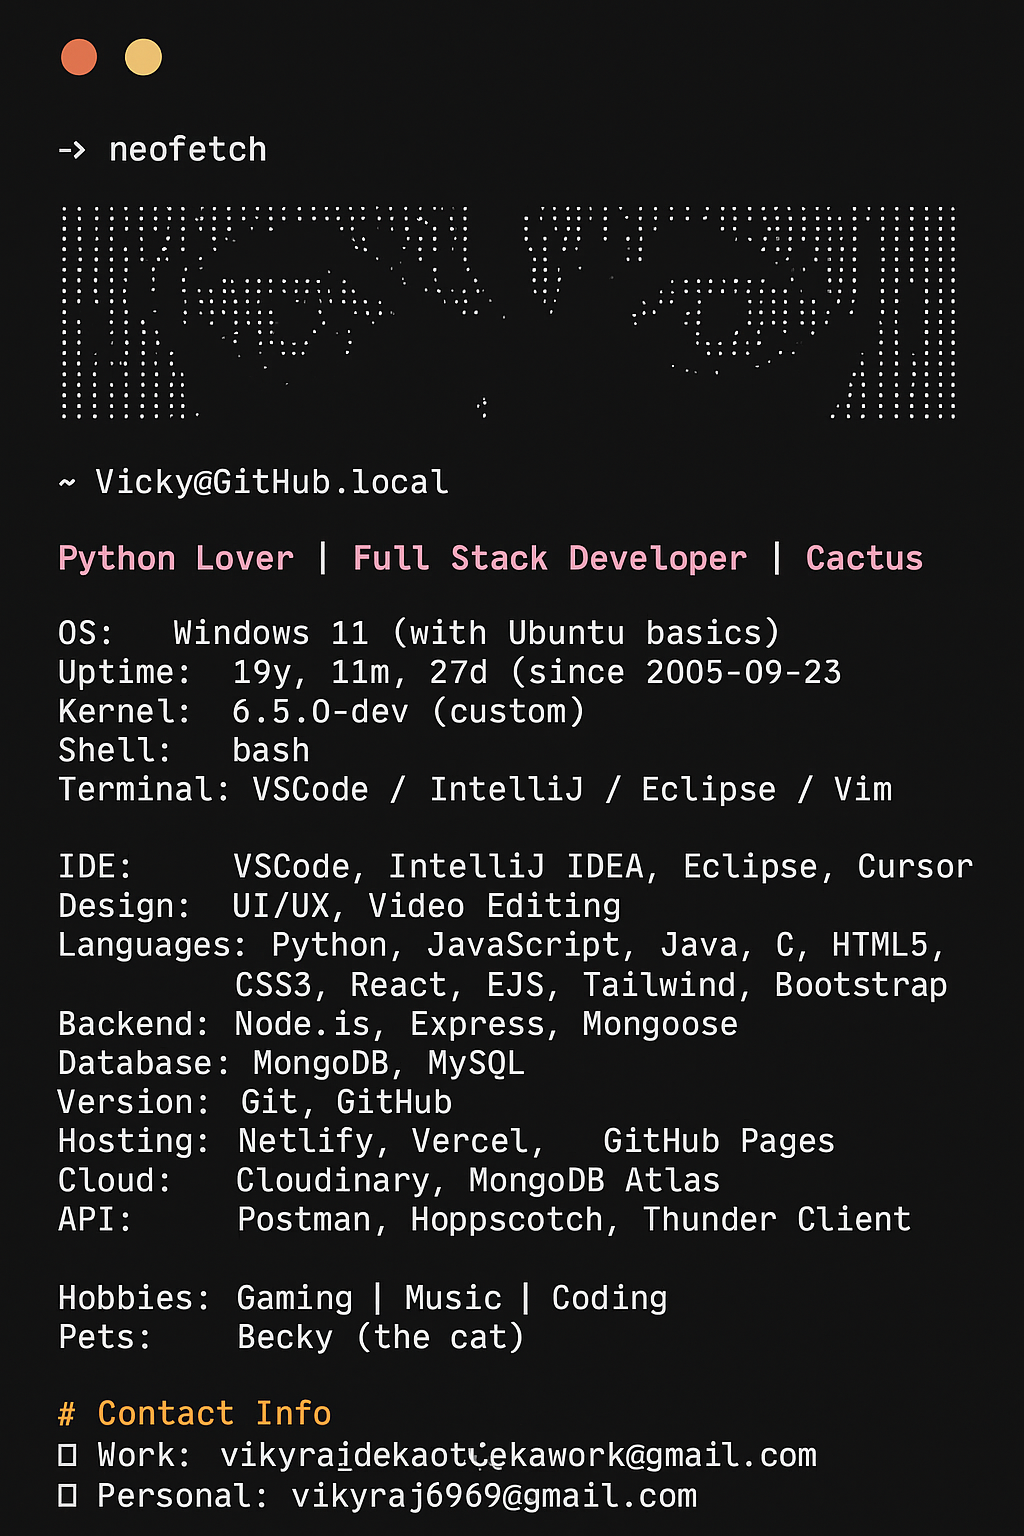 -> neofetch
~ Vicky@GitHub.local
Python Lover | Full Stack Developer | Cactus
OS: Windows 11 (with Ubuntu basics)
Uptime: 19y, 11m, 27d (since 2005-09-23
Kernel: 6.5.0-dev (custom)
Shell: bash
Terminal: VSCode / IntelliJ / Eclipse / Vim
IDE: VSCode, IntelliJ IDEA, Eclipse, Cursor
Design: UI/UX, Video Editing
Languages: Python, JavaScript, Java, C, HTML5,
CSS3, React, EJS, Tailwind, Bootstrap
Backend: Node.is, Express, Mongoose
Database: MongoDB, MySQL
Version: Git, GitHub
Hosting: Netlify, Vercel, GitHub Pages
Cloud: Cloudinary, MongoDB Atlas
API: Postman, Hoppscotch, Thunder Client
Hobbies: Gaming | Music | Coding
Pets: Becky (the cat)
# Contact Info
□ Work:
□ Personal: vikyraj6969@gmail.com